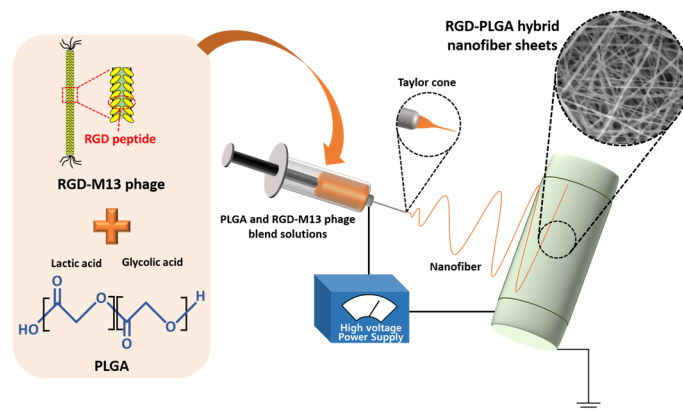 RGD peptide
RGD-M13 phage
Lactic acid
Glycolic acid
O
O
H
HO
O
O
PLGA
PLGA and RGD-M13 phage
blend solutions
Taylor cone
Nanofiber
High voltage
Power Supply
RGD-PLGA hybrid
nanofiber sheets